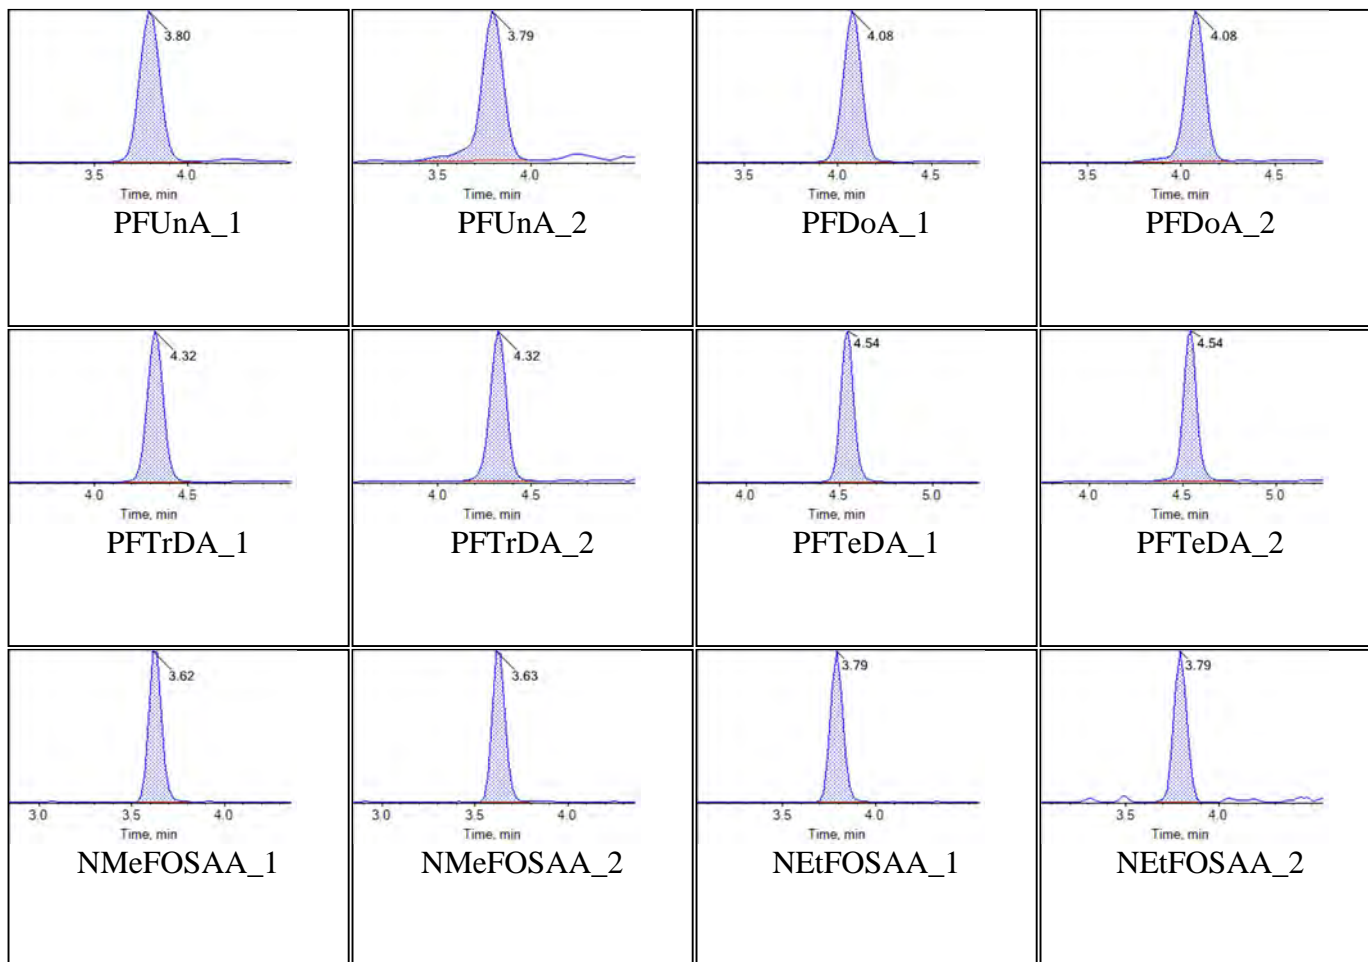 3.80
3.5 4.0
Time, min
PFUnA_1
3.79
3.5 4.0
Time, min
PFUnA_2
4.08
3.5 4.0 4.5
Time, min
PFDoA_1
4.08
3.5 4.0 4.5
Time, min
PFDoA_2
4.32
4.0 4.5
Time, min
PFTrDA_1
4.32
4.0 4.5
Time, min
PFTrDA_2
4.54
4.0 4.5 5.0
Time, min
PFTeDA_1
4.54
4.0 4.5 5.0
Time, min
PFTeDA_2
3.62
3.0 3.5 4.0
Time, min
NMeFOSAA_1
3.63
3.0 3.5 4.0
Time, min
NMeFOSAA_2
3.79
3.5 4.0
Time, min
NEtFOSAA_1
3.79
3.5 4.0
Time, min
NEtFOSAA_2